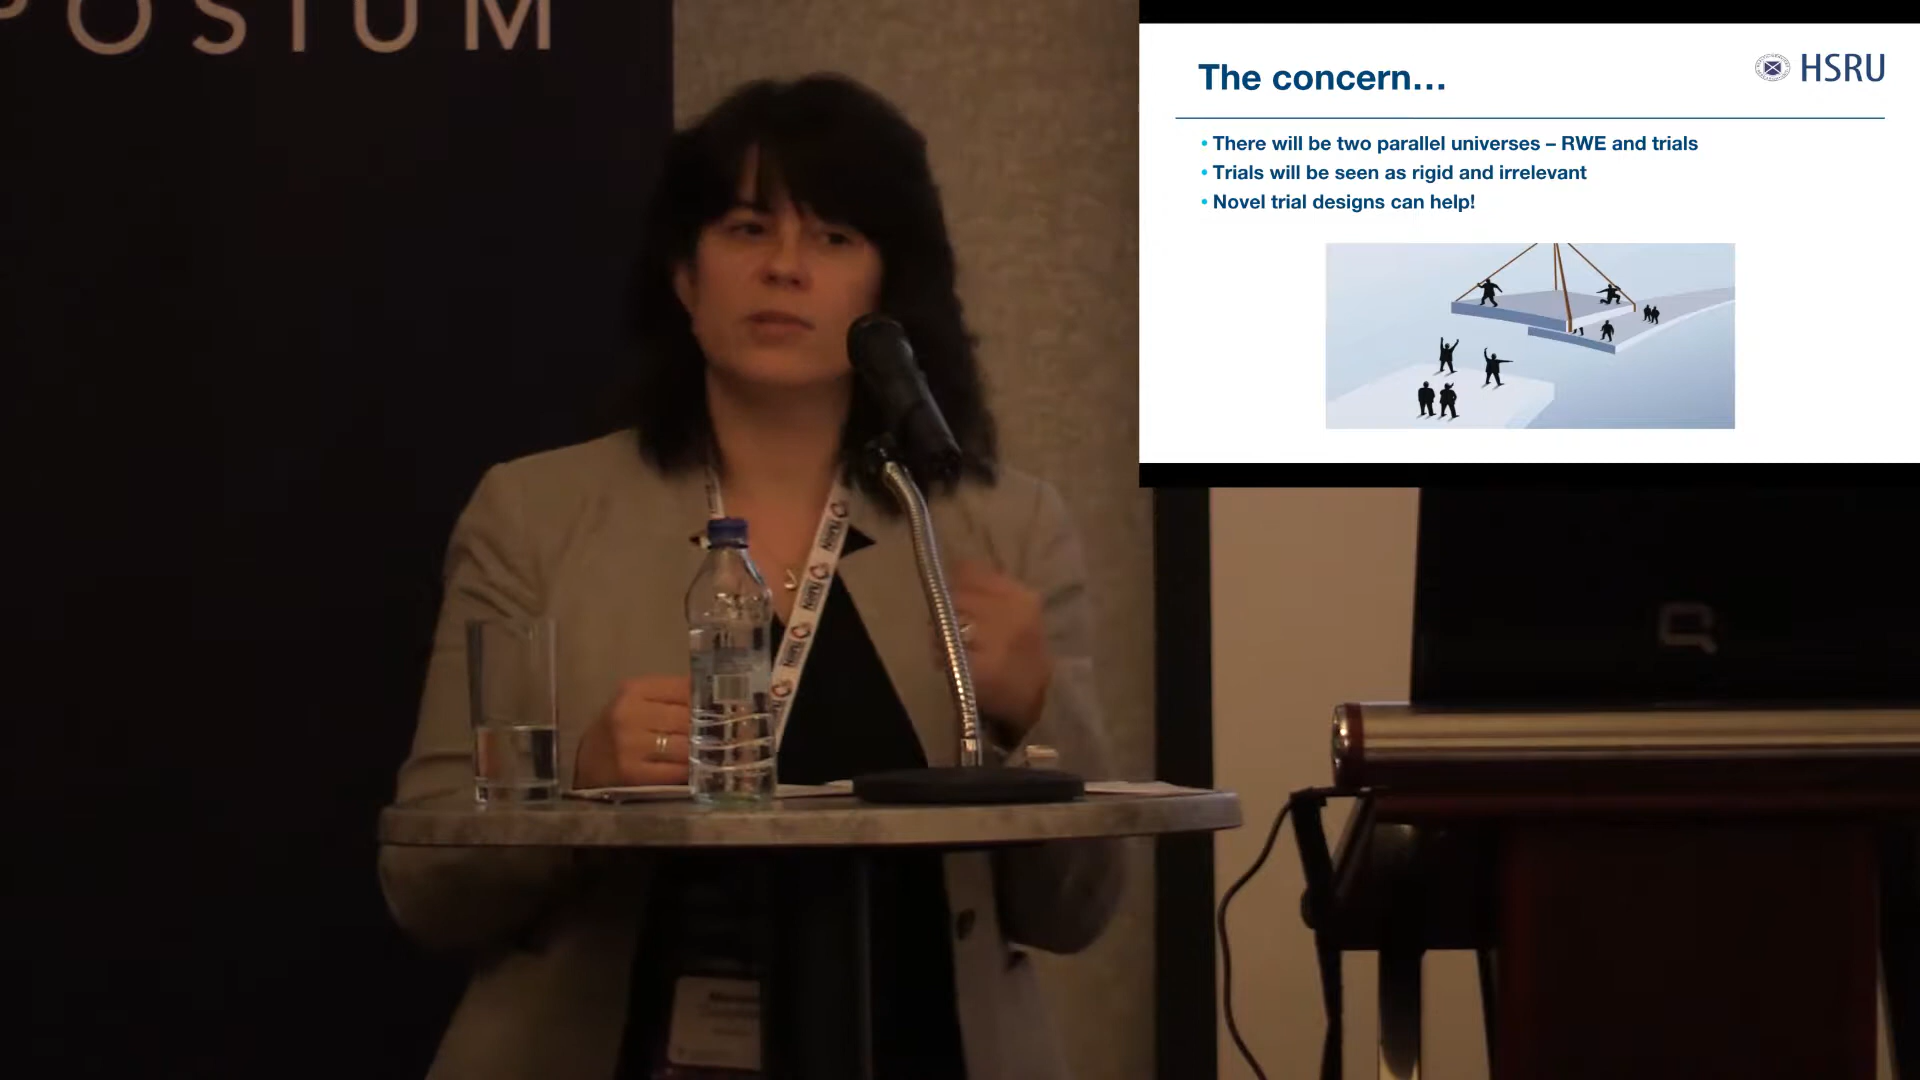 POSIUM
The concern...
HSRU
• There will be two parallel universes – RWE and trials
• Trials will be seen as rigid and irrelevant
• Novel trial designs can help!